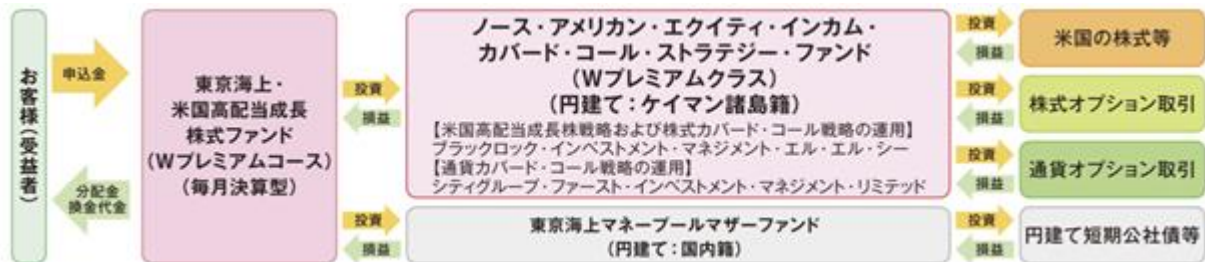 お客様(受益者)
申込金
分配金
換金代金
東京海上・
米国高配当成長
株式ファンド
(Wプレミアムコース)
(毎月決算型)
投資
損益
投資
損益
ノース・アメリカン・エクイティ・インカム・
カバード・コール・ストラテジー・ファンド
(Wプレミアムクラス)
(円建て:ケイマン諸島籍)
【米国高配当成長株戦略および株式カバード・コール戦略の運用】
ブラックロック・インベストメント・マネジメント・エル・エル・シー
【通貨カバード・コール戦略の運用】
シティグループ・ファースト・インベストメント・マネジメント・リミテッド
東京海上マネープールマザーファンド
(円建て:国内籍)
投資
損益
米国の株式等
投資
損益
株式オプション取引
投資
損益
通貨オプション取引
投資
損益
円建て短期公社債等